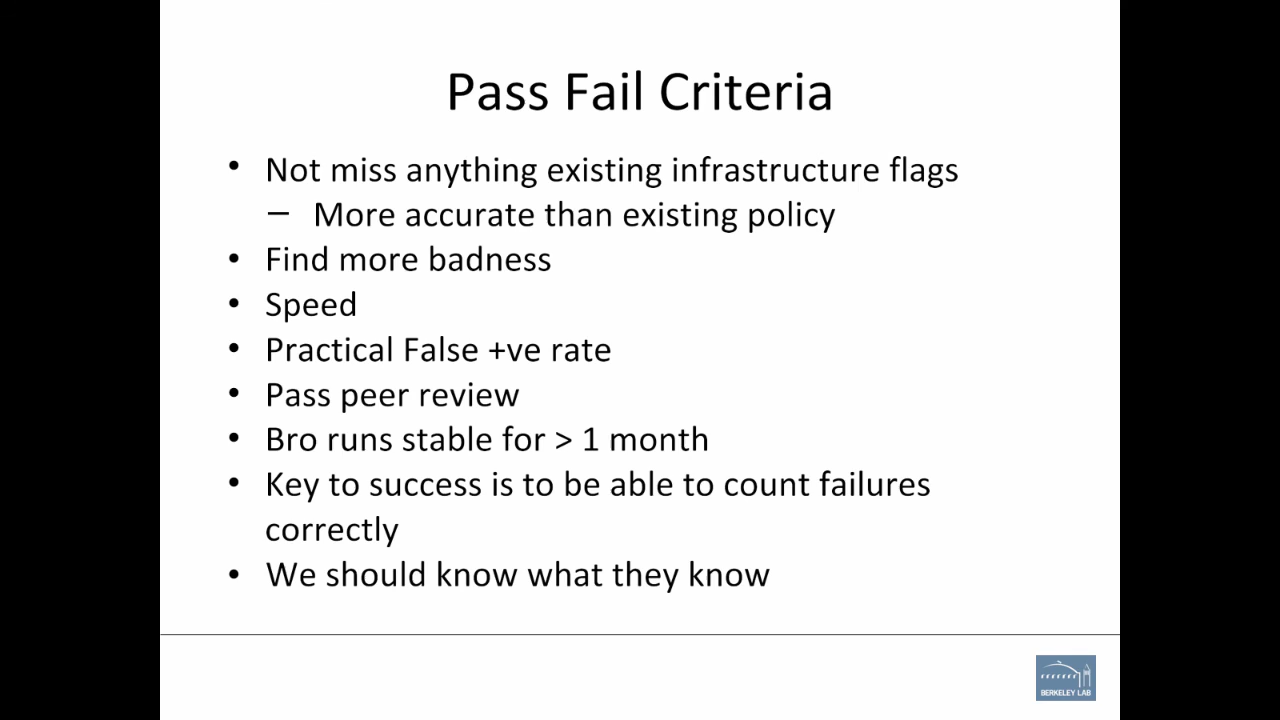 Pass Fail Criteria
• Not miss anything existing infrastructure flags
– More accurate than existing policy
• Find more badness
• Speed
• Practical False +ve rate
• Pass peer review
• Bro runs stable for > 1 month
• Key to success is to be able to count failures
correctly
• We should know what they know
BERKELEY LAB